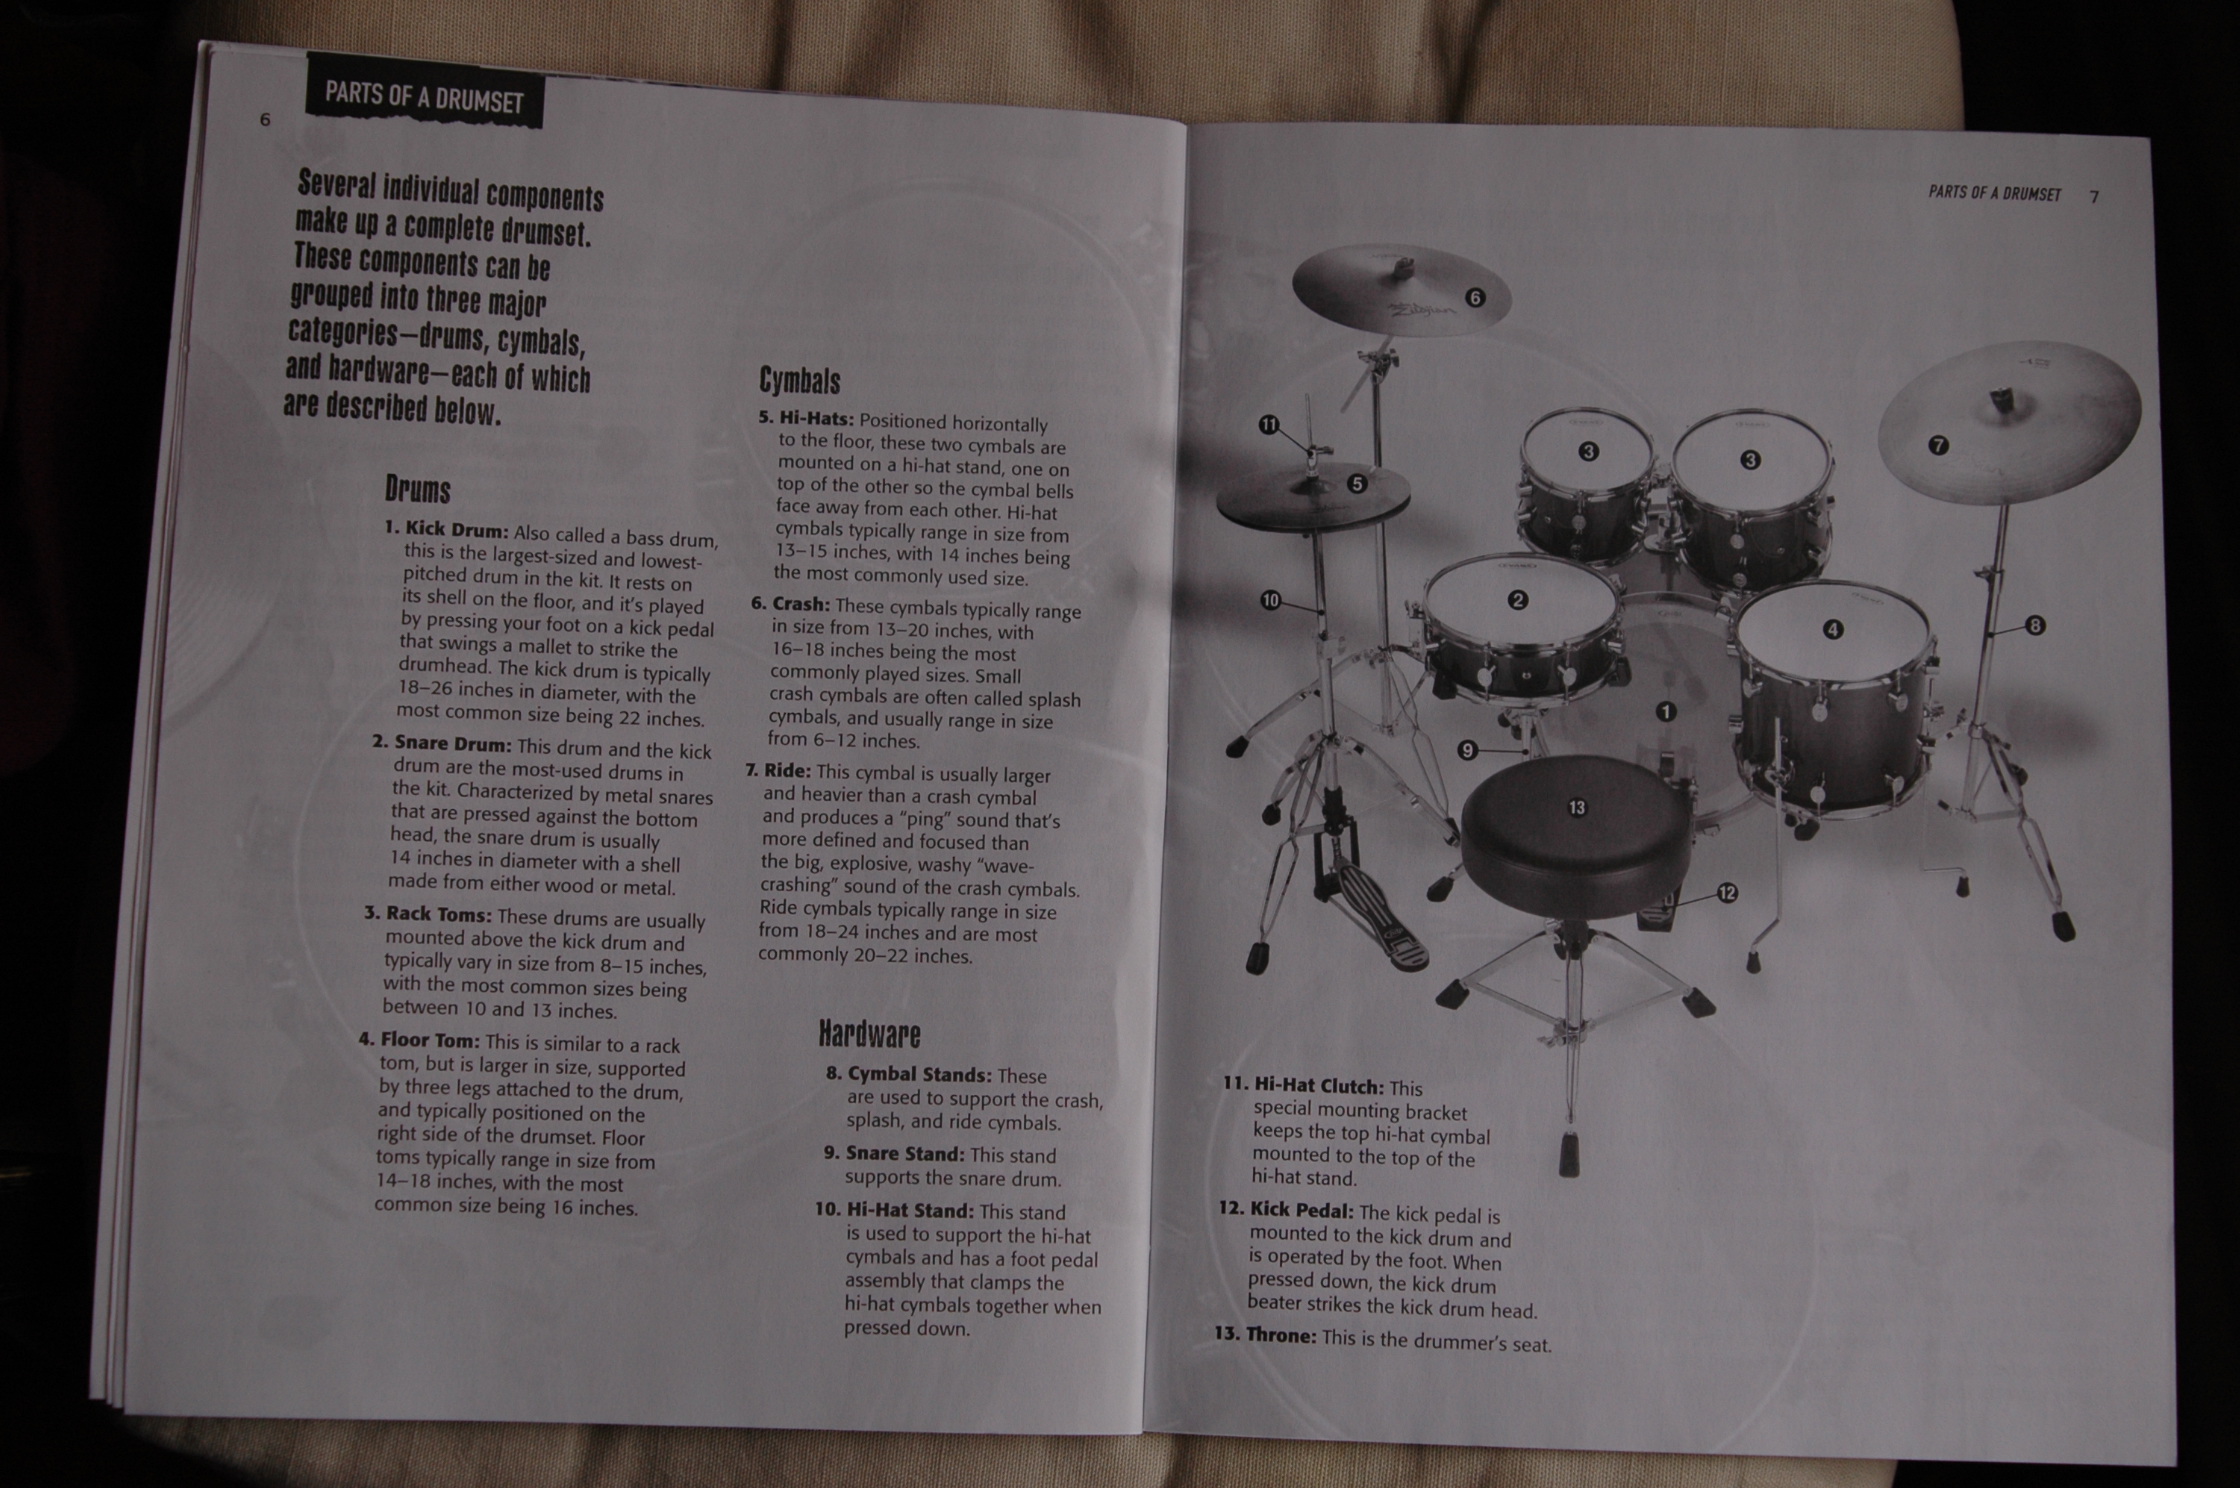 PARTS OF A DRUMSET
6
Several individual components
make up a complete drumset.
These components can be
grouped into three major
categories—drums, cymbals,
and hardware—each of which
are described below.
Drums
1. Kick Drum: Also called a bass drum,
this is the largest-sized and lowest-
pitched drum in the kit. It rests on
its shell on the floor, and it's played
by pressing your foot on a kick pedal
that swings a mallet to strike the
drumhead. The kick drum is typically
18–26 inches in diameter, with the
most common size being 22 inches.
2. Snare Drum: This drum and the kick
drum are the most-used drums in
the kit. Characterized by metal snares
that are pressed against the bottom
head, the snare drum is usually
14 inches in diameter with a shell
made from either wood or metal.
3. Rack Toms: These drums are usually
mounted above the kick drum and
typically vary in size from 8–15 inches,
with the most common sizes being
between 10 and 13 inches.
4. Floor Tom: This is similar to a rack
tom, but is larger in size, supported
by three legs attached to the drum,
and typically positioned on the
right side of the drumset. Floor
toms typically range in size from
14–18 inches, with the most
common size being 16 inches.
Cymbals
5. Hi-Hats: Positioned horizontally
to the floor, these two cymbals are
mounted on a hi-hat stand, one on
top of the other so the cymbal bells
face away from each other. Hi-hat
cymbals typically range in size from
13–15 inches, with 14 inches being
the most commonly used size.
6. Crash: These cymbals typically range
in size from 13–20 inches, with
16–18 inches being the most
commonly played sizes. Small
crash cymbals are often called splash
cymbals, and usually range in size
from 6–12 inches.
7. Ride: This cymbal is usually larger
and heavier than a crash cymbal
and produces a "ping" sound that's
more defined and focused than
the big, explosive, washy "wave-
crashing" sound of the crash cymbals.
Ride cymbals typically range in size
from 18–24 inches and are most
commonly 20–22 inches.
Hardware
8. Cymbal Stands: These
are used to support the crash,
splash, and ride cymbals.
9. Snare Stand: This stand
supports the snare drum.
10. Hi-Hat Stand: This stand
is used to support the hi-hat
cymbals and has a foot pedal
assembly that clamps the
hi-hat cymbals together when
pressed down.
PARTS OF A DRUMSET 7
6
Zildjian
11
5
3
3
7
10
2
4
8
1
9
13
12
11. Hi-Hat Clutch: This
special mounting bracket
keeps the top hi-hat cymbal
mounted to the top of the
hi-hat stand.
12. Kick Pedal: The kick pedal is
mounted to the kick drum and
is operated by the foot. When
pressed down, the kick drum
beater strikes the kick drum head.
13. Throne: This is the drummer's seat.